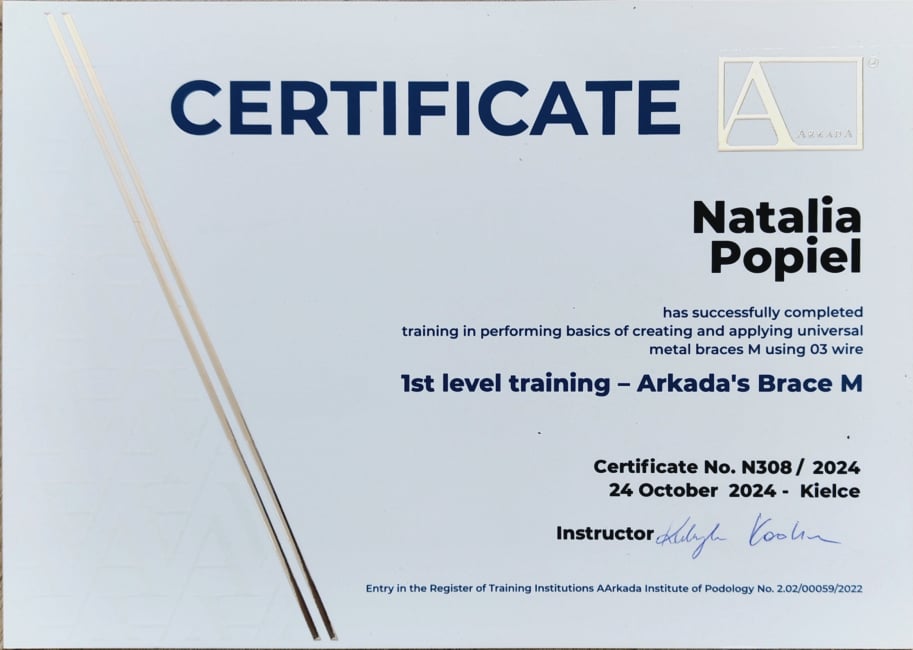 CERTIFICATE
ARKADA
Natalia
Popiel
has successfully completed
training in performing basics of creating and applying universal
metal braces M using 03 wire
1st level training – Arkada's Brace M
Certificate No. N308 / 2024
24 October 2024 - Kielce
Instructor
Entry in the Register of Training Institutions AArkada Institute of Podology No. 2.02/00059/2022